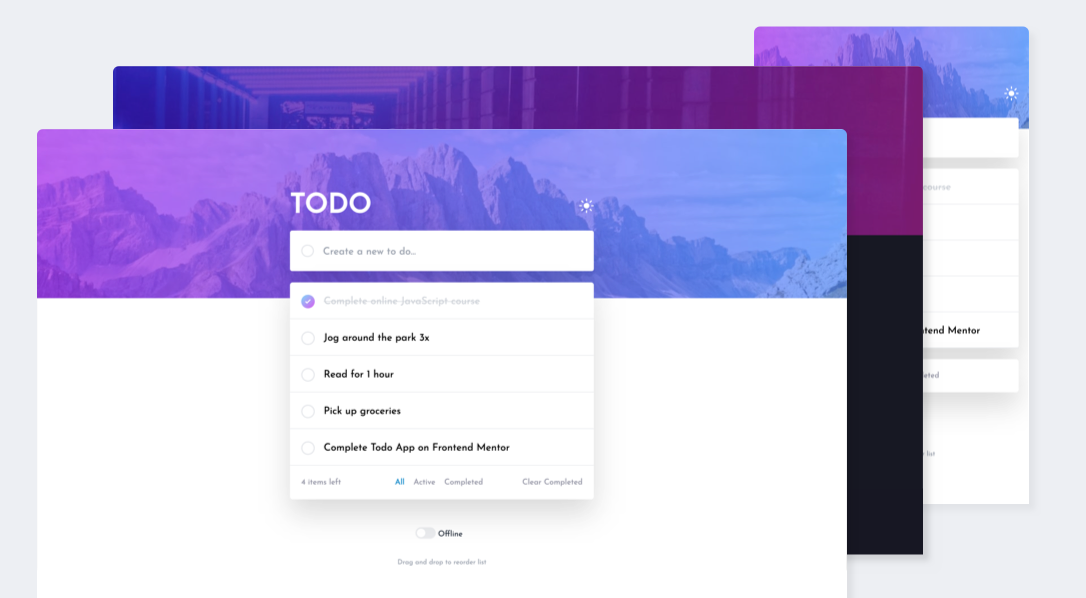 TODO
Create a new to do...
Complete online JavaScript course
Jog around the park 3x
Read for 1 hour
Pick up groceries
Complete Todo App on Frontend Mentor
4 items left All Active Completed Clear Completed
Offline
Drag and drop to reorder list
course
Mentor
list